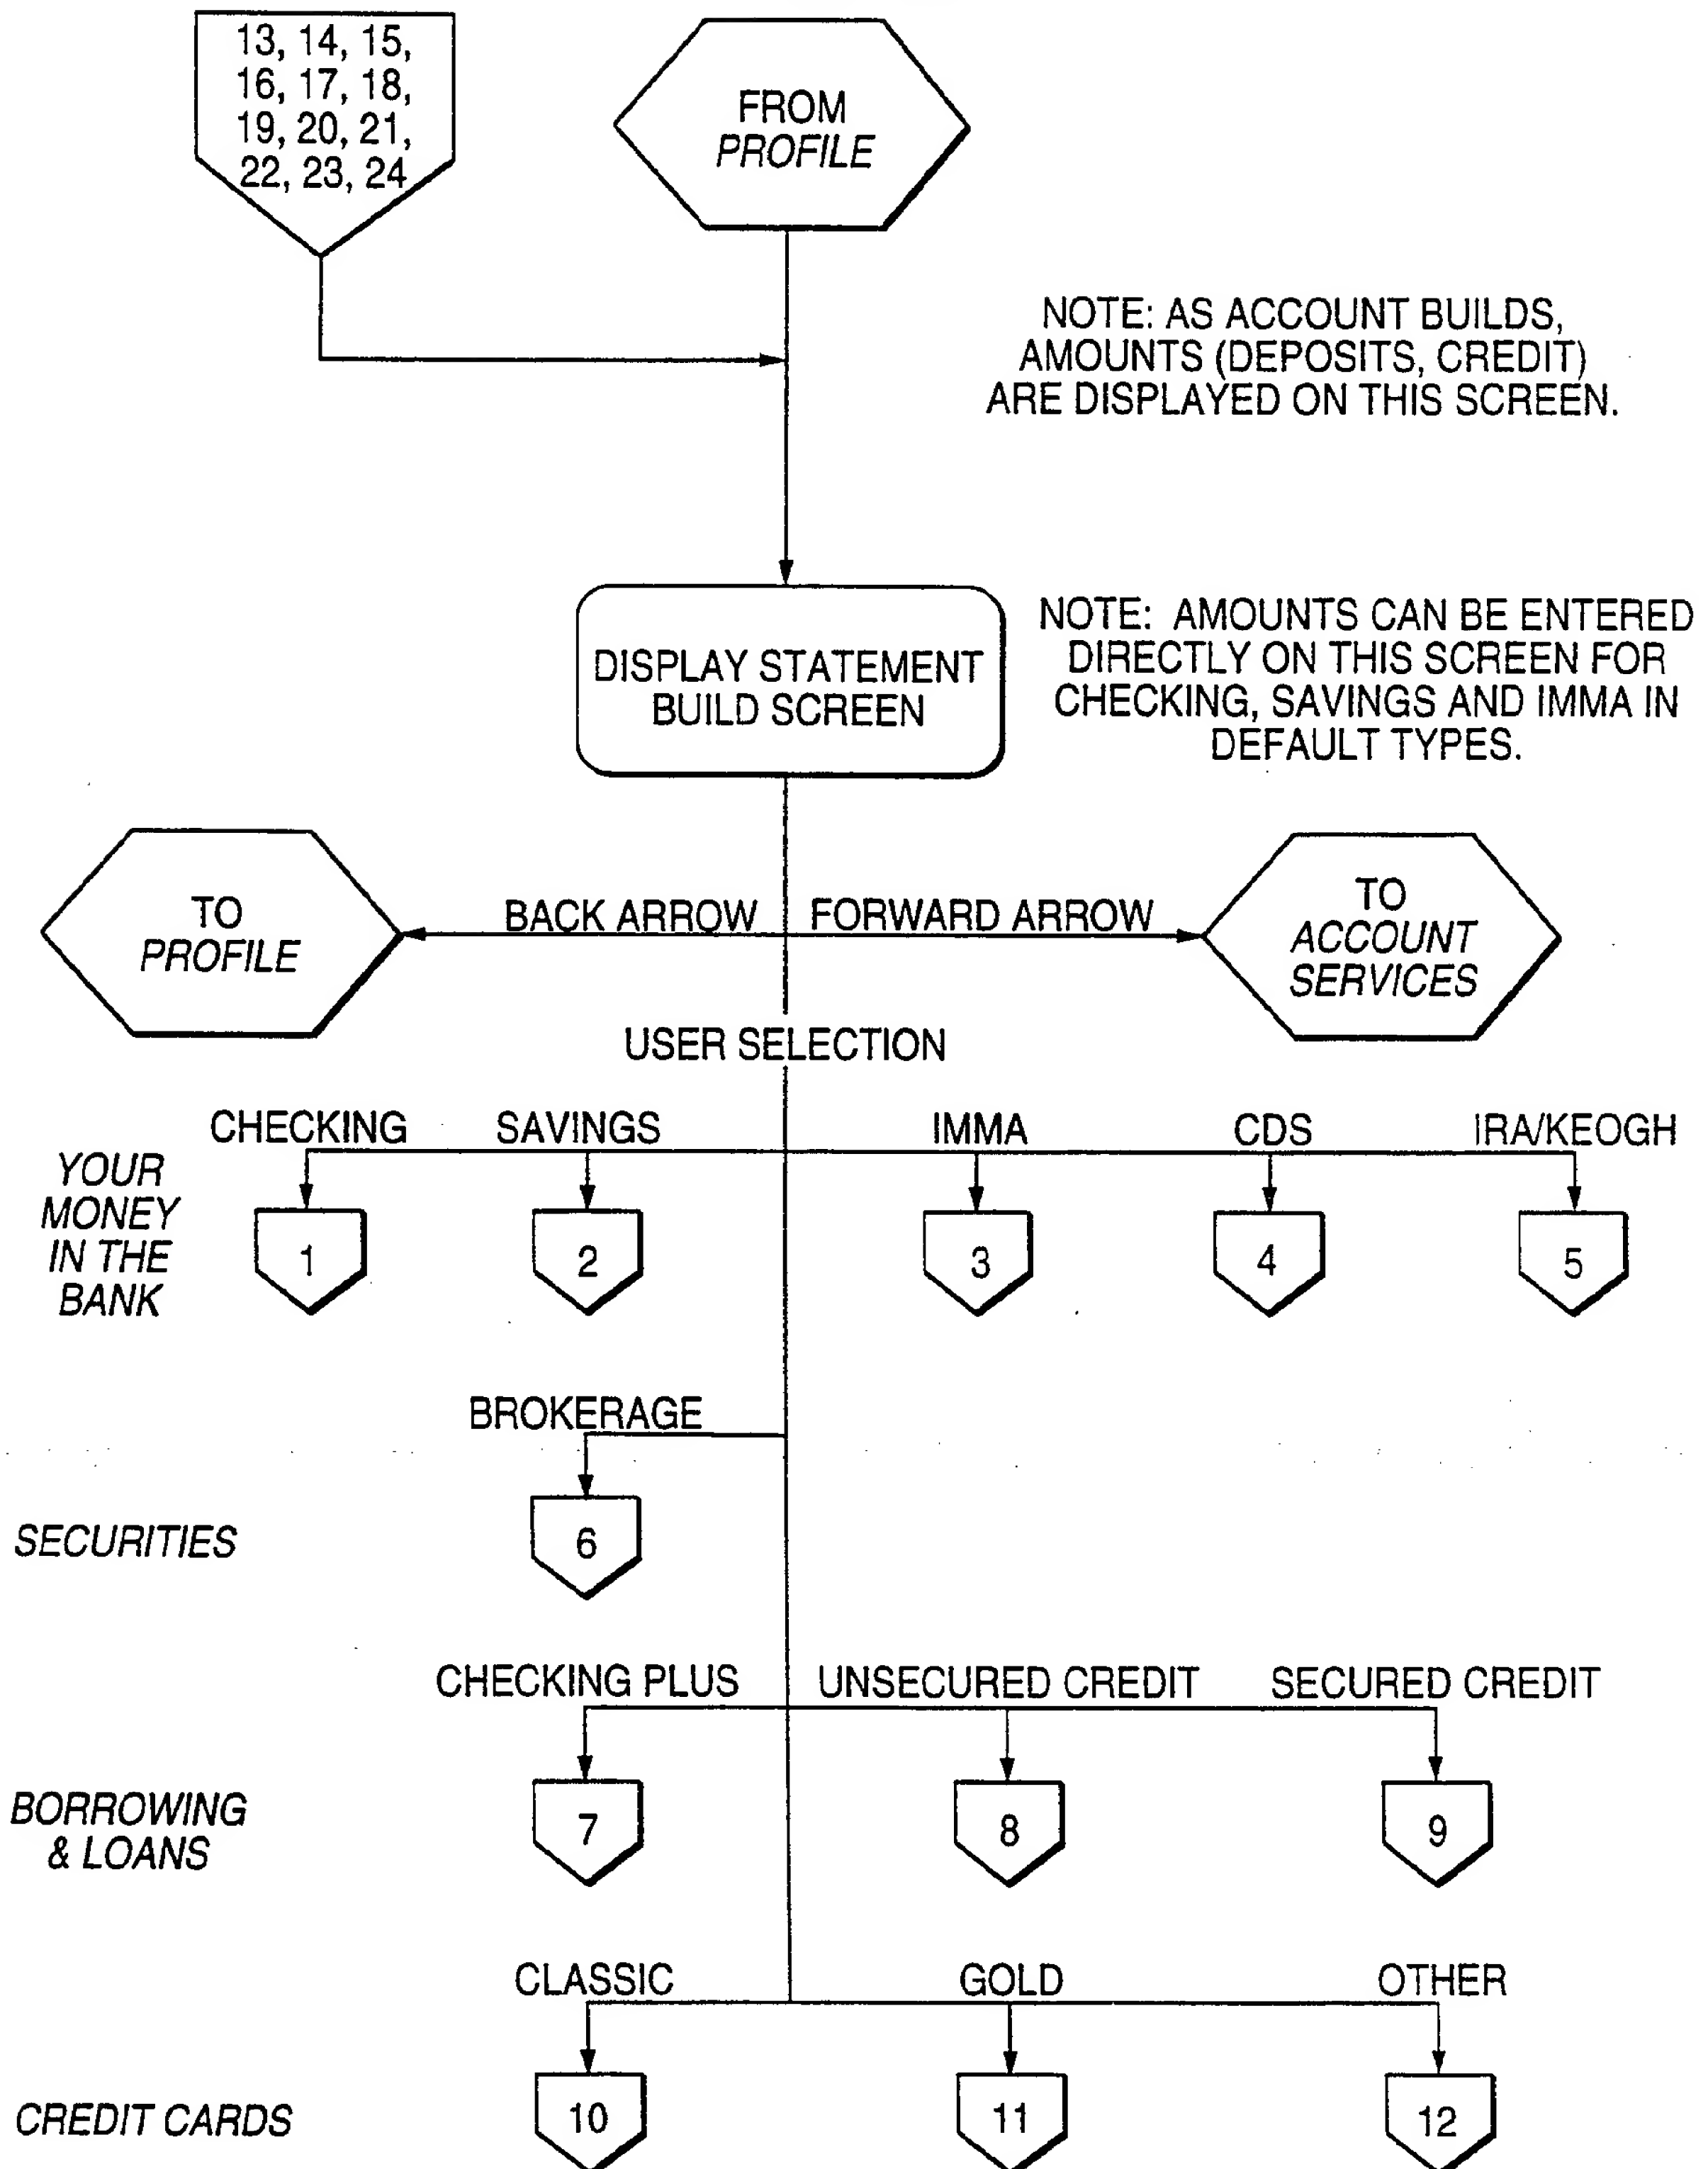 13, 14, 15,
16, 17, 18,
19, 20, 21,
22, 23, 24
FROM
PROFILE
NOTE: AS ACCOUNT BUILDS,
AMOUNTS (DEPOSITS, CREDIT)
ARE DISPLAYED ON THIS SCREEN.
DISPLAY STATEMENT
BUILD SCREEN
NOTE: AMOUNTS CAN BE ENTERED
DIRECTLY ON THIS SCREEN FOR
CHECKING, SAVINGS AND IMMA IN
DEFAULT TYPES.
TO
PROFILE
BACK ARROW
FORWARD ARROW
TO
ACCOUNT
SERVICES
USER SELECTION
YOUR
MONEY
IN THE
BANK
CHECKING
SAVINGS
IMMA
CDS
IRA/KEOGH
1
2
3
4
5
BROKERAGE
SECURITIES
6
CHECKING PLUS
UNSECURED CREDIT
SECURED CREDIT
BORROWING
& LOANS
7
8
9
CLASSIC
GOLD
OTHER
CREDIT CARDS
10
11
12